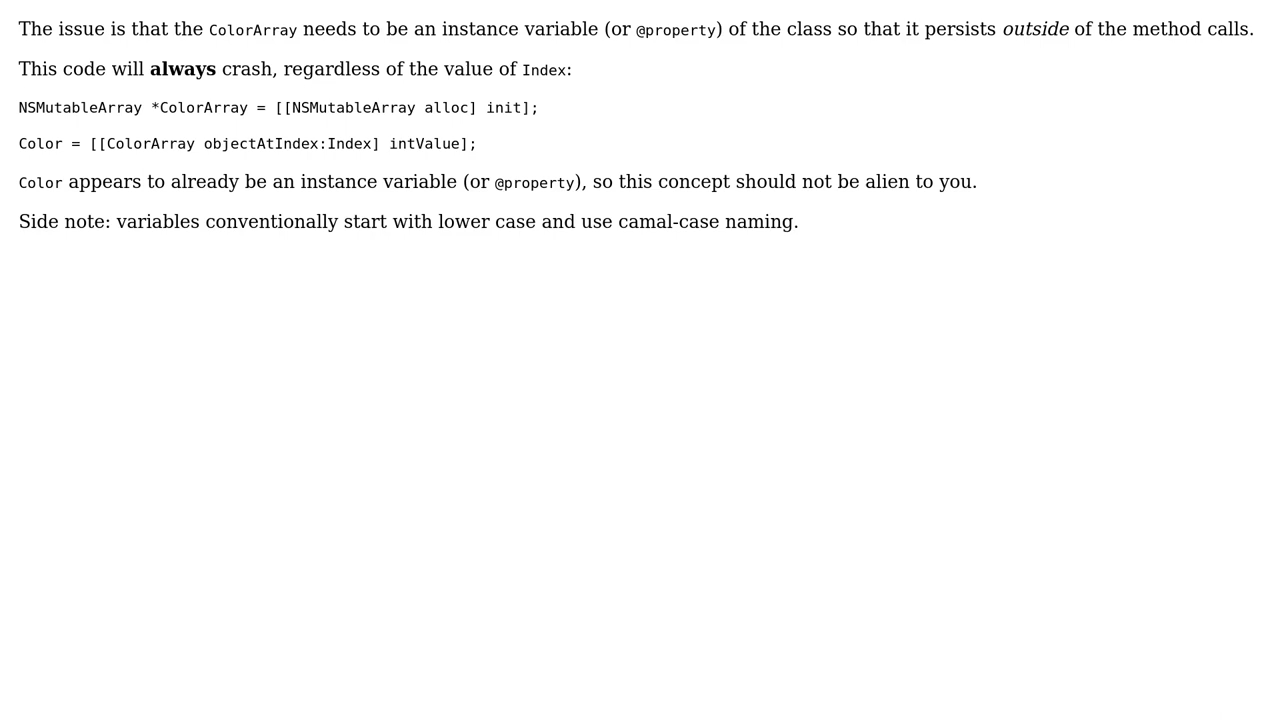 The issue is that the ColorArray needs to be an instance variable (or @property) of the class so that it persists outside of the method calls.
This code will always crash, regardless of the value of Index:
NSMutableArray *ColorArray = [[NSMutableArray alloc] init];
Color = [[ColorArray objectAtIndex:Index] intValue];
Color appears to already be an instance variable (or @property), so this concept should not be alien to you.
Side note: variables conventionally start with lower case and use camal-case naming.